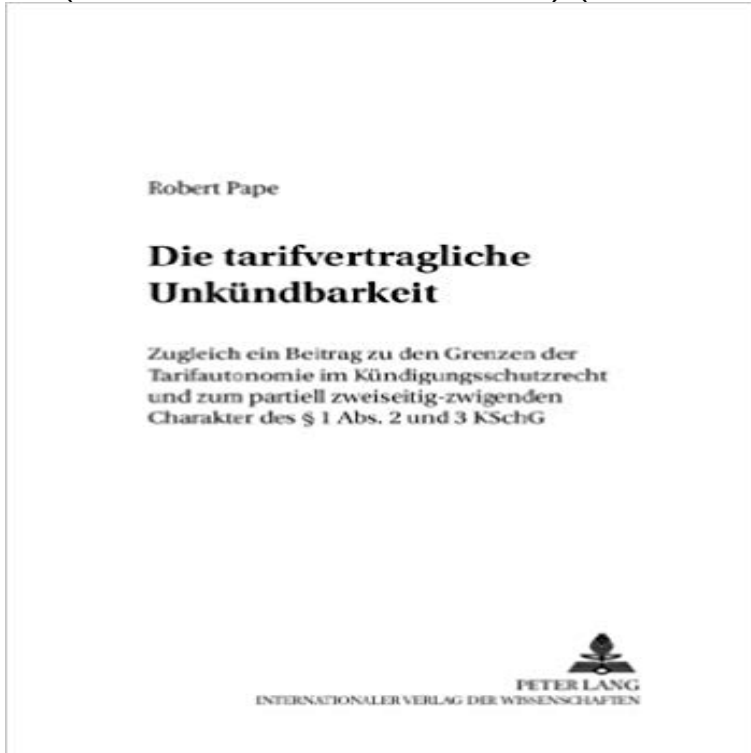 Robert Pape
Die tarifvertragliche
Unkündbarkeit
Zugleich ein Beitrag zu den Grenzen der
Tarifautonomie im Kündigungsschutzrecht
und zum partiell zweiseitig-zwigenden
Charakter des § 1 Abs. 2 und 3 KSchG
PETER LANG
INTERNATIONALER VERLAG DER WISSENSCHAFTEN